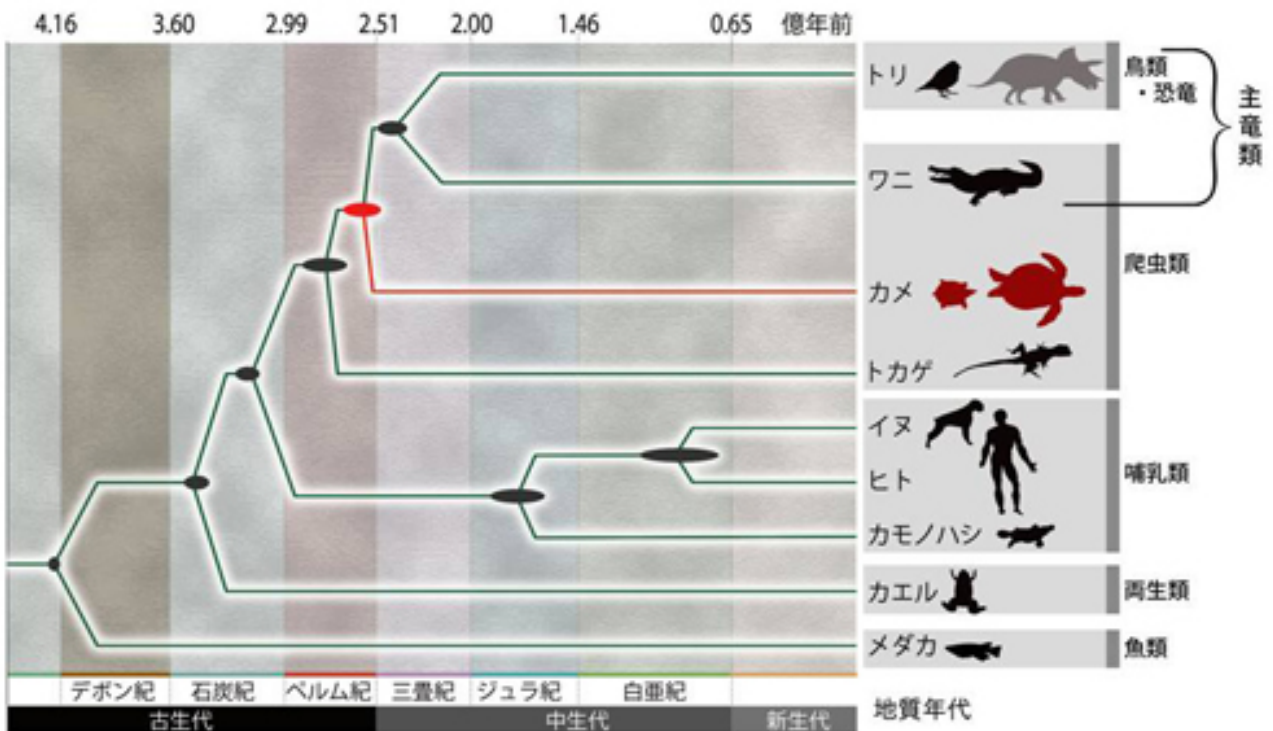 4.16 3.60 2.99 2.51 2.00 1.46 0.65 億年前
トリ
鳥類
・恐竜
主竜類
ワニ
爬虫類
カメ
トカゲ
イヌ
ヒト
哺乳類
カモノハシ
カエル
両生類
メダカ
魚類
デボン紀 石炭紀 ペルム紀 三畳紀 ジュラ紀 白亜紀
古生代 中生代 新生代
地質年代